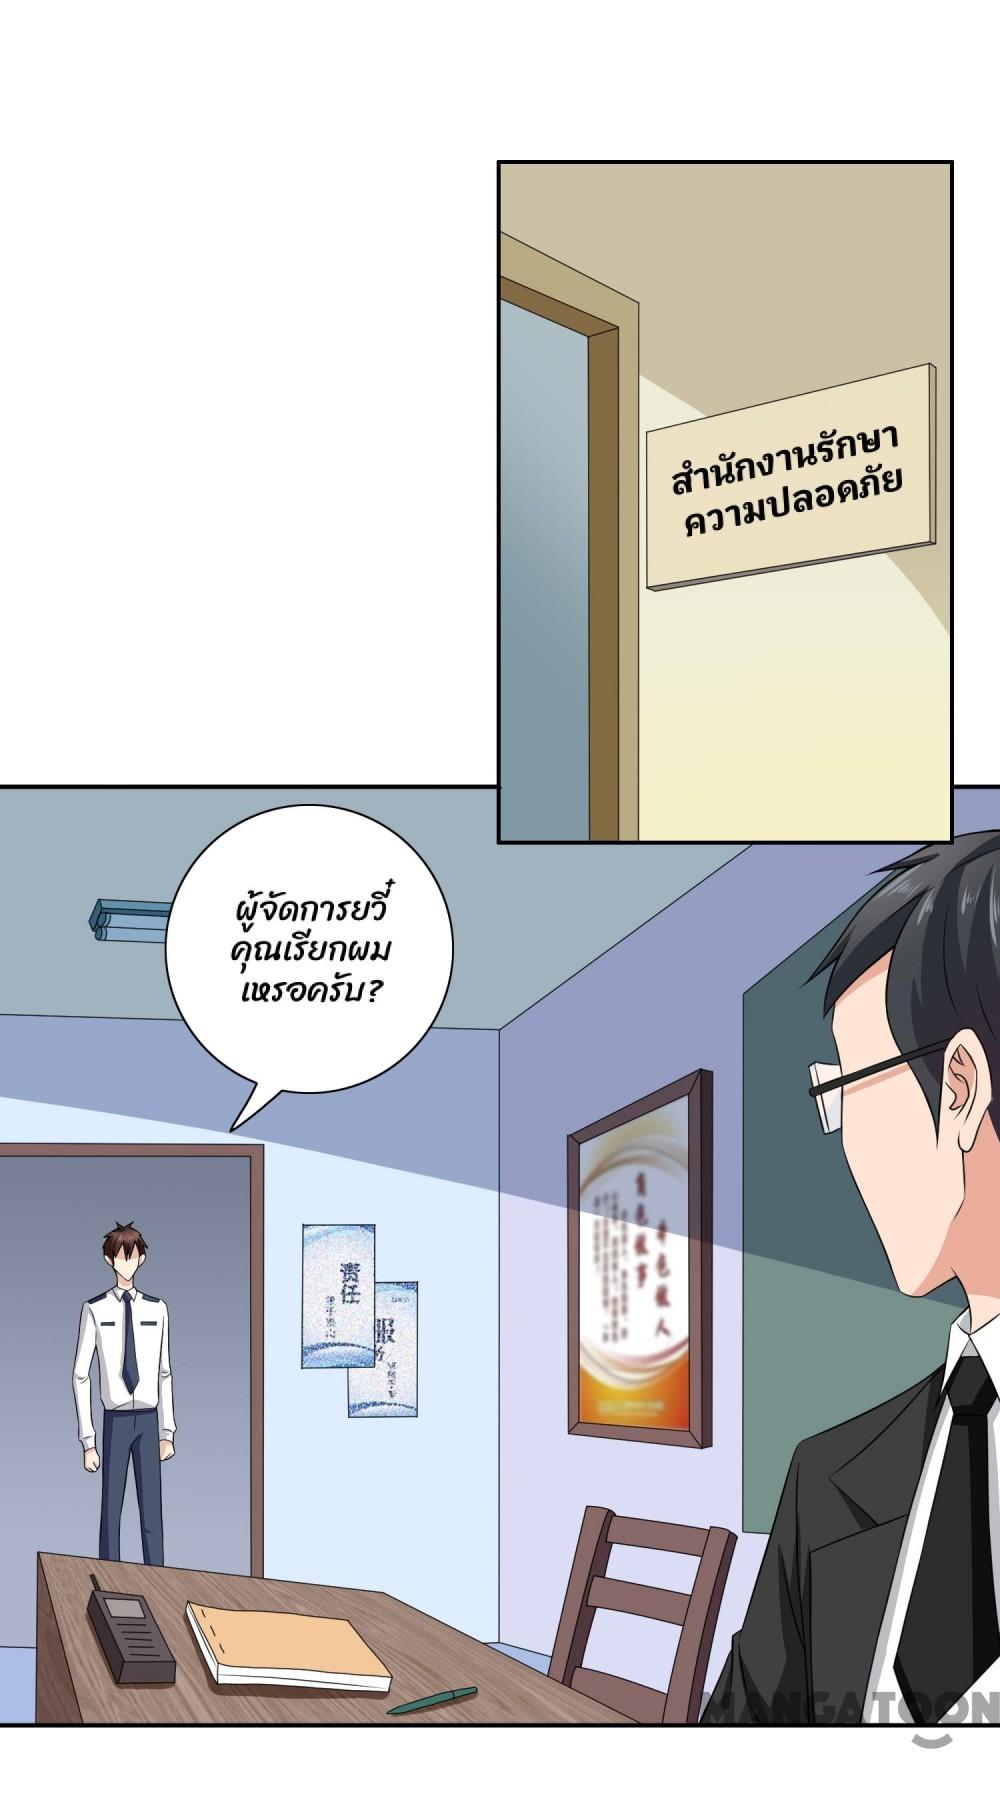 สำนักงานรักษา
ความปลอดภัย
ผู้จัดการยวี๋
คุณเรียกผม
เหรอครับ?
责任
MANGATOON